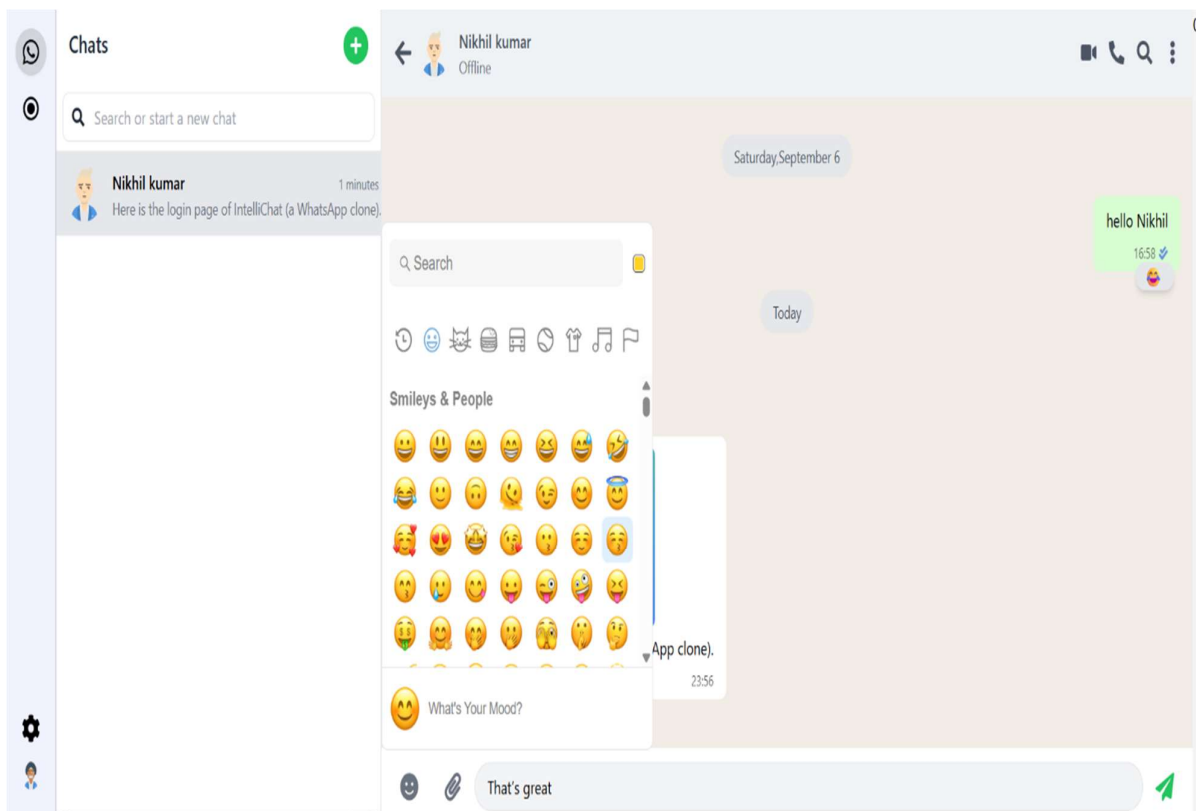 Chats
Search or start a new chat
Nikhil kumar
1 minutes
Here is the login page of IntelliChat (a WhatsApp clone).
Nikhil kumar
Offline
Saturday,September 6
hello Nikhil
16:58
Today
Search
Smileys & People
App clone).
23:56
What's Your Mood?
That's great